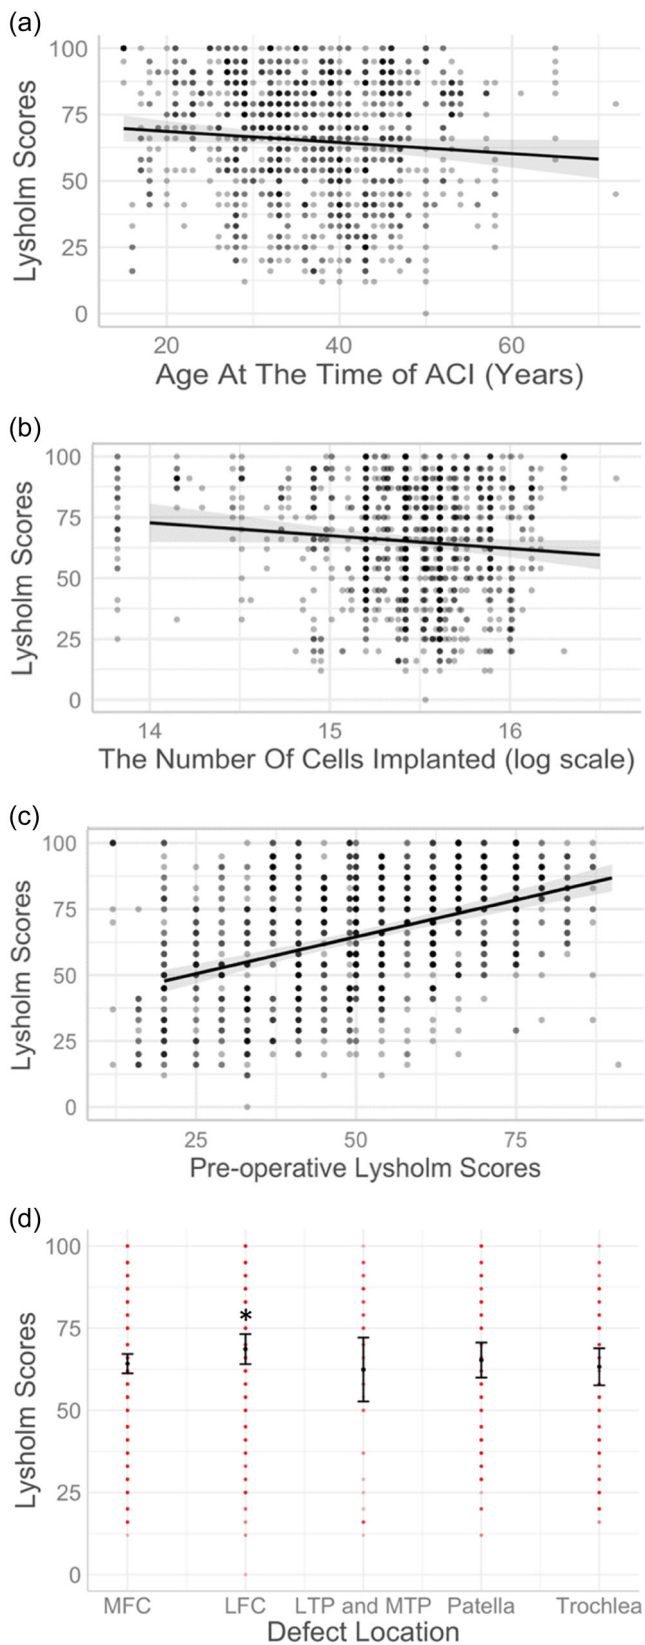 (a)
100
75
50
25
0
Lysholm Scores
20 40 60
Age At The Time of ACI (Years)
(b)
100
75
50
25
0
Lysholm Scores
14 15 16
The Number Of Cells Implanted (log scale)
(c)
100
75
50
25
0
Lysholm Scores
25 50 75
Pre-operative Lysholm Scores
(d)
100
75
50
25
0
Lysholm Scores
*
MFC LFC LTP and MTP Patella Trochlea
Defect Location